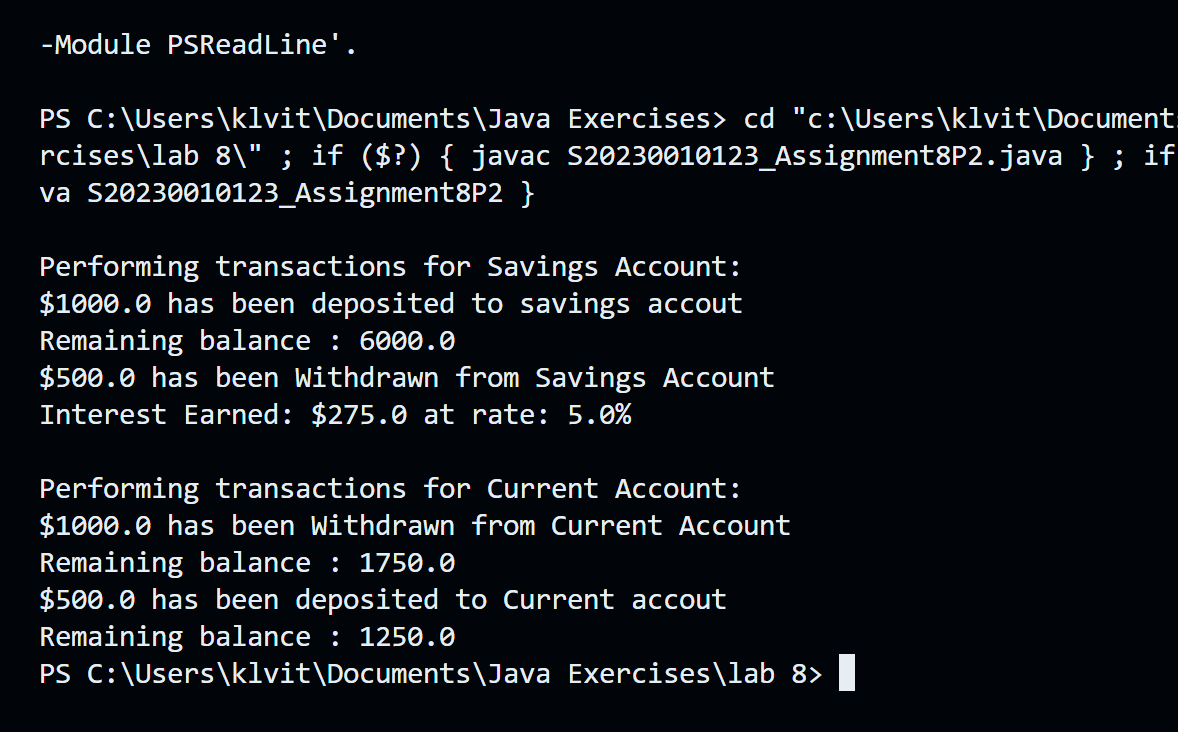 -Module PSReadLine'.
PS C:\Users\klvit\Documents\Java Exercises> cd "c:\Users\klvit\Document
rcises\lab 8\" ; if ($?) { javac S20230010123_Assignment8P2.java } ; if
va S20230010123_Assignment8P2 }
Performing transactions for Savings Account:
$1000.0 has been deposited to savings accout
Remaining balance : 6000.0
$500.0 has been Withdrawn from Savings Account
Interest Earned: $275.0 at rate: 5.0%
Performing transactions for Current Account:
$1000.0 has been Withdrawn from Current Account
Remaining balance : 1750.0
$500.0 has been deposited to Current accout
Remaining balance : 1250.0
PS C:\Users\klvit\Documents\Java Exercises\lab 8>